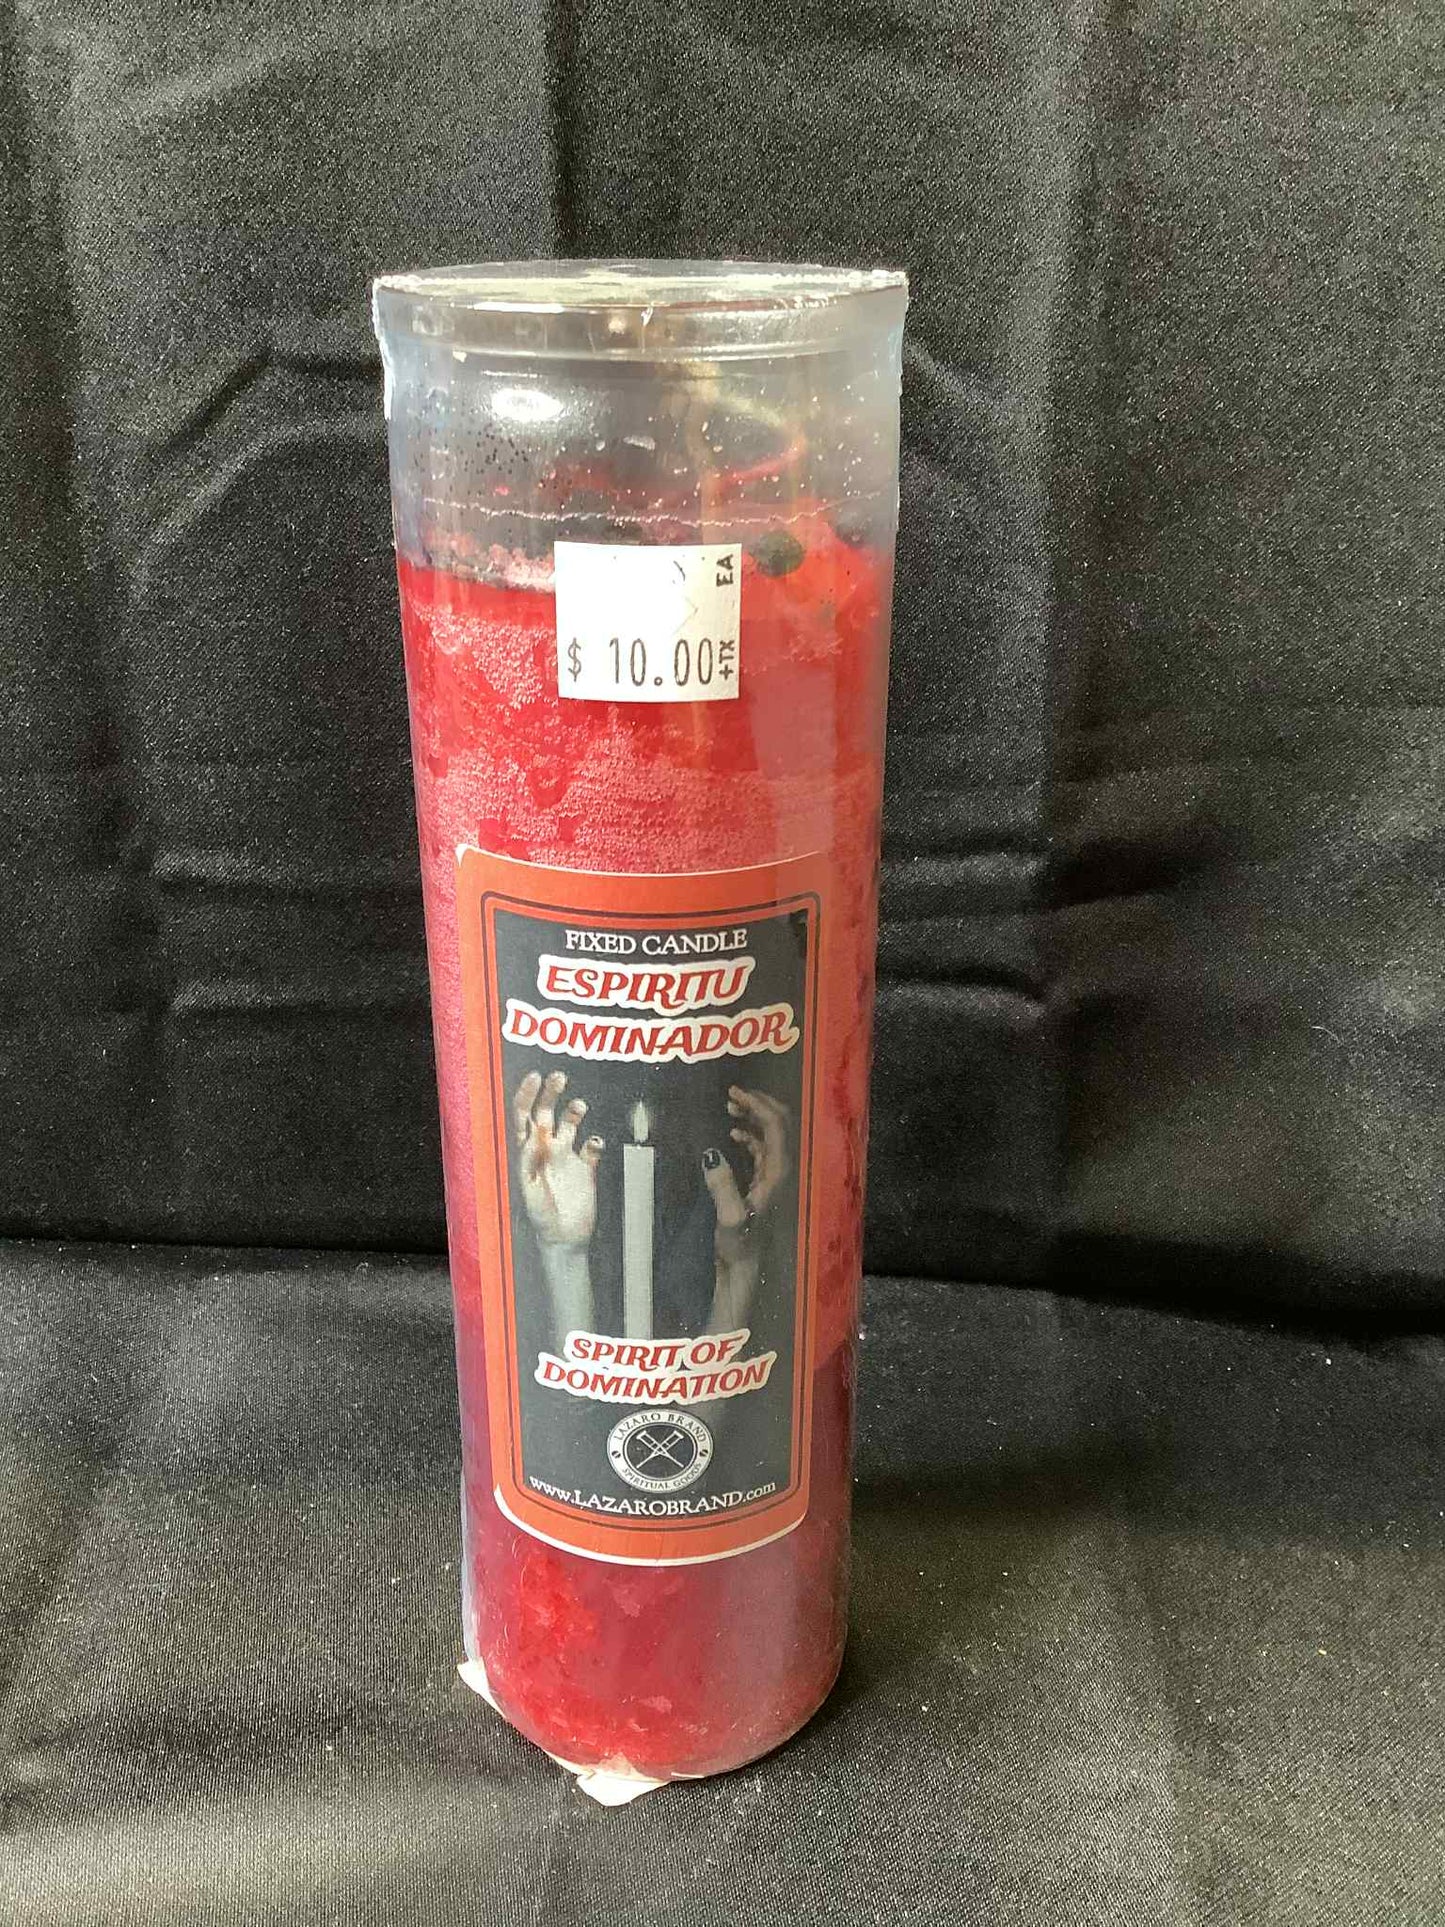 EA
$ 10.00 +TX
FIXED CANDLE
ESPIRITU
DOMINADOR
SPIRIT OF
DOMINATION
LAZARO BRAND
SPIRITUAL GOODS
www.LAZAROBRAND.com